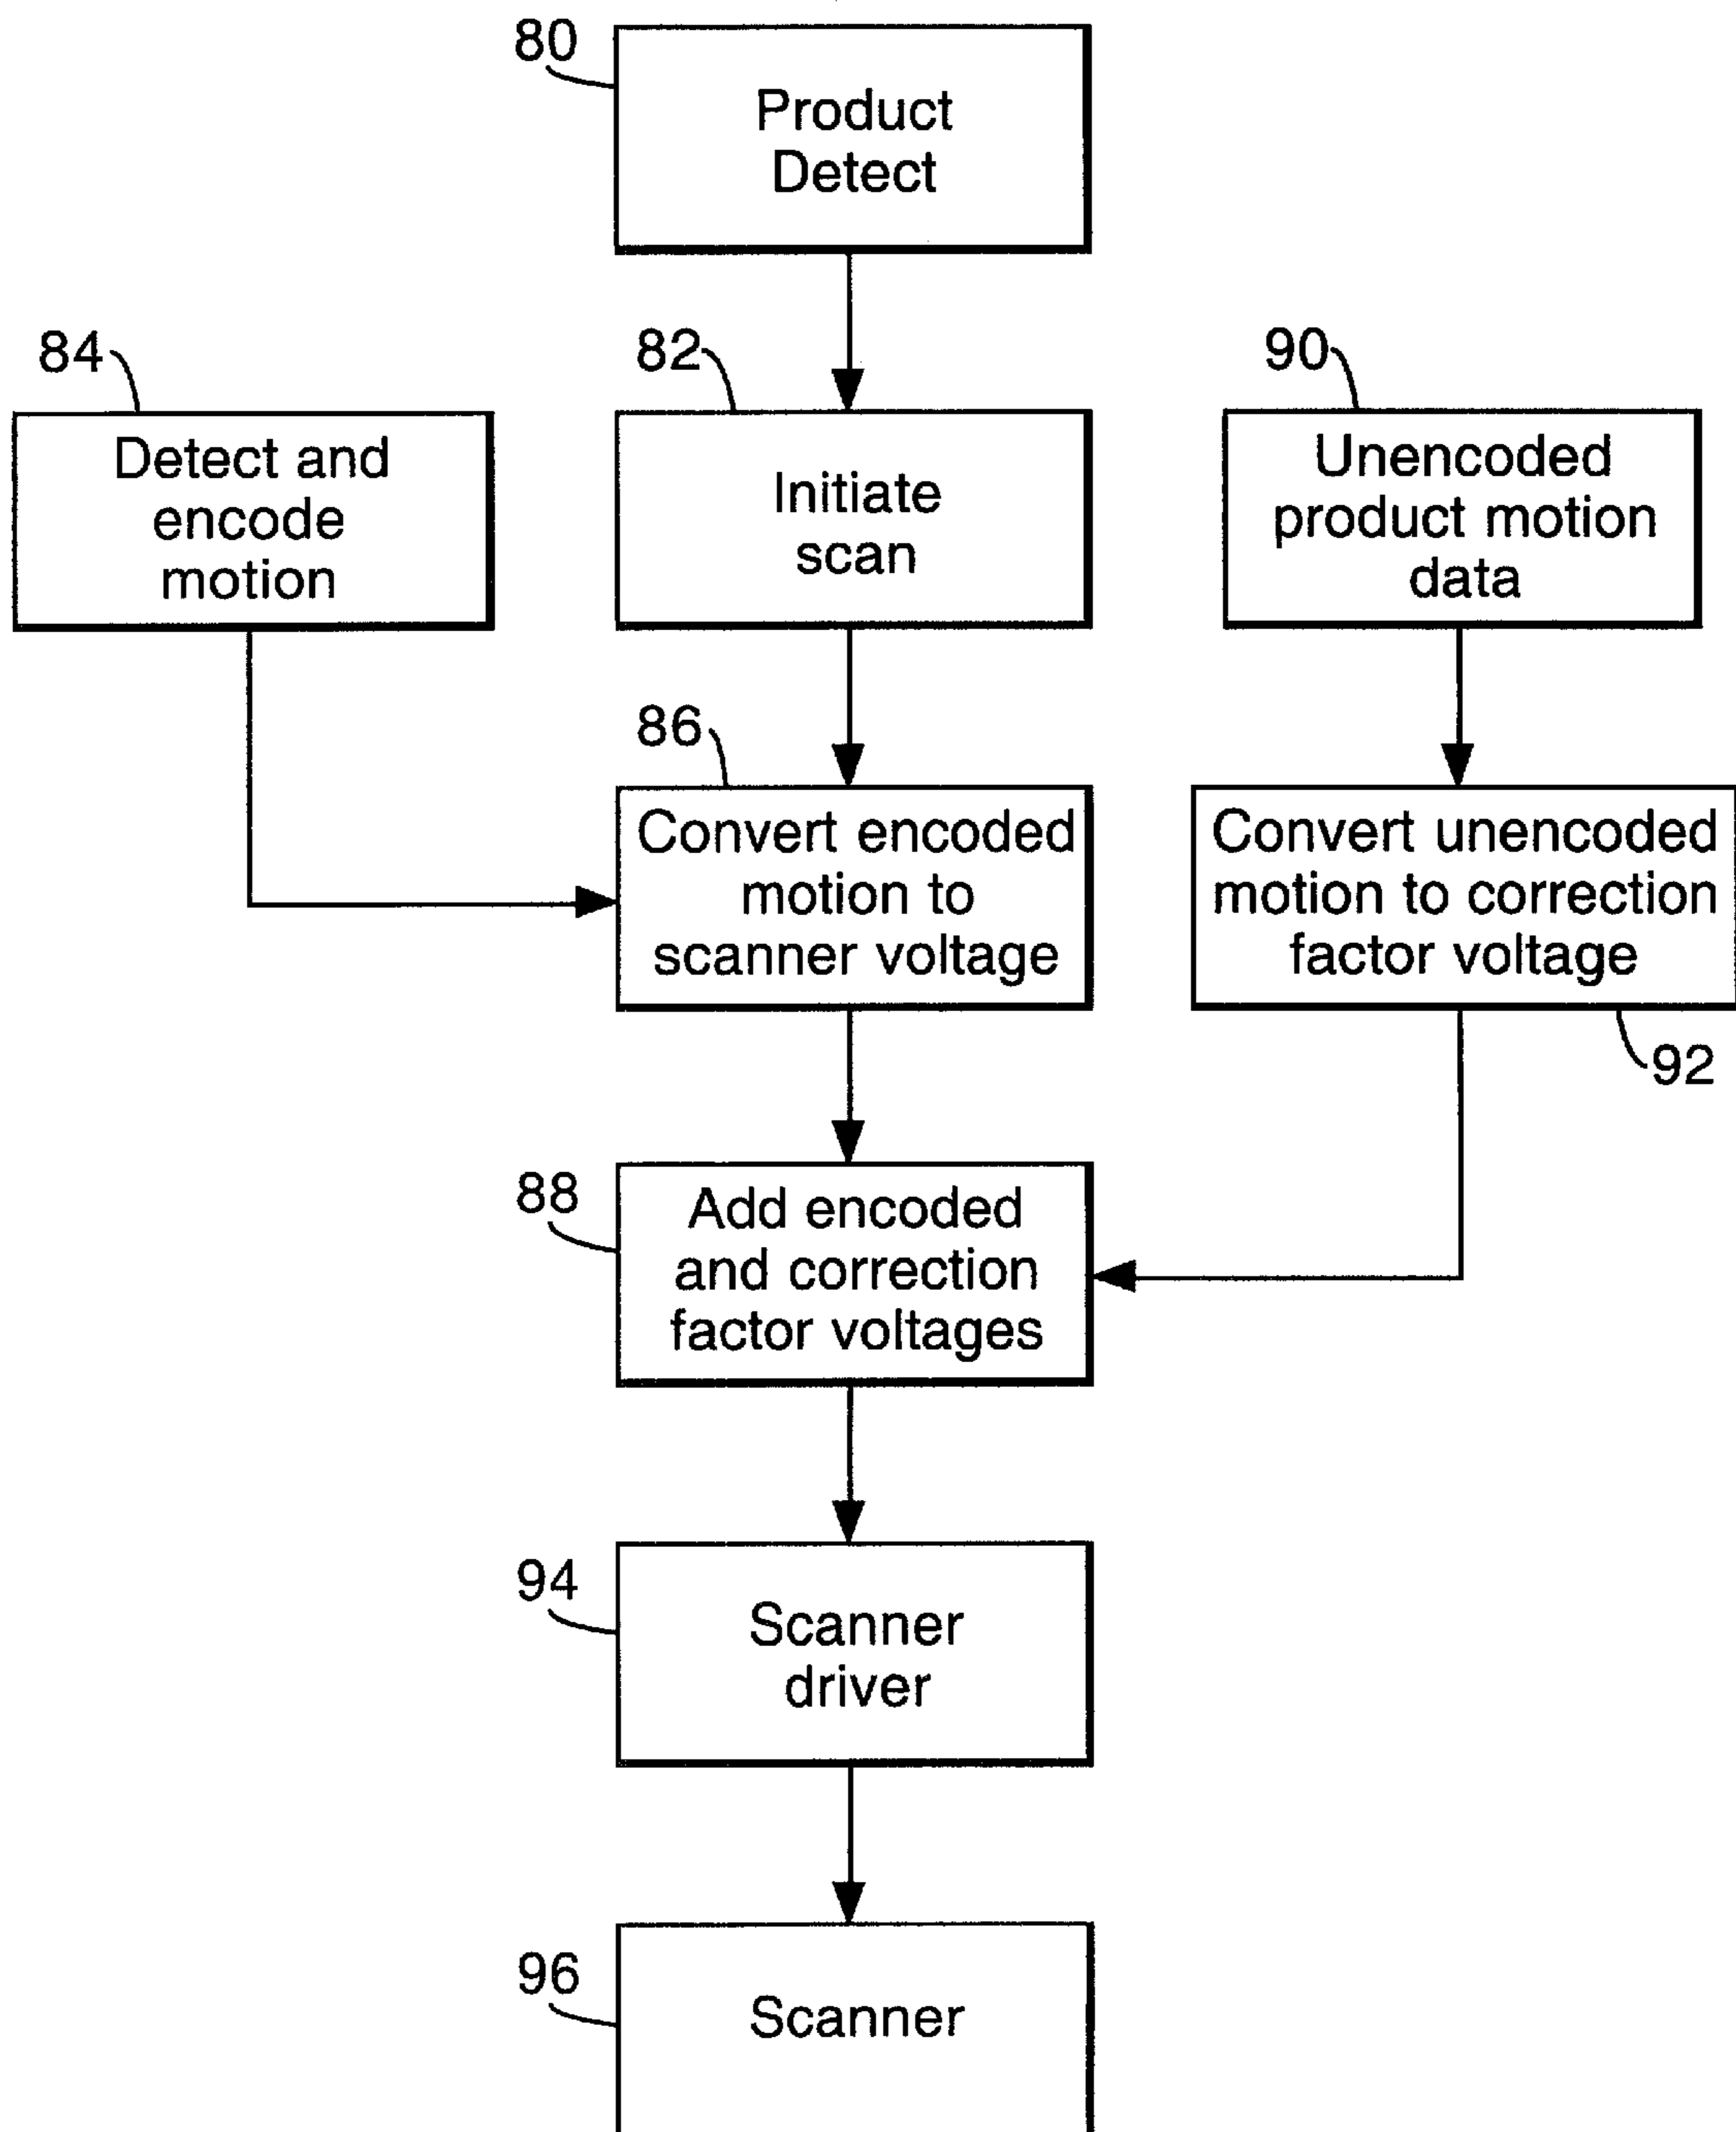 80
Product
Detect
84
82
90
Detect and
encode
motion
Initiate
scan
Unencoded
product motion
data
86
Convert encoded
motion to
scanner voltage
Convert unencoded
motion to correction
factor voltage
92
88
Add encoded
and correction
factor voltages
94
Scanner
driver
96
Scanner